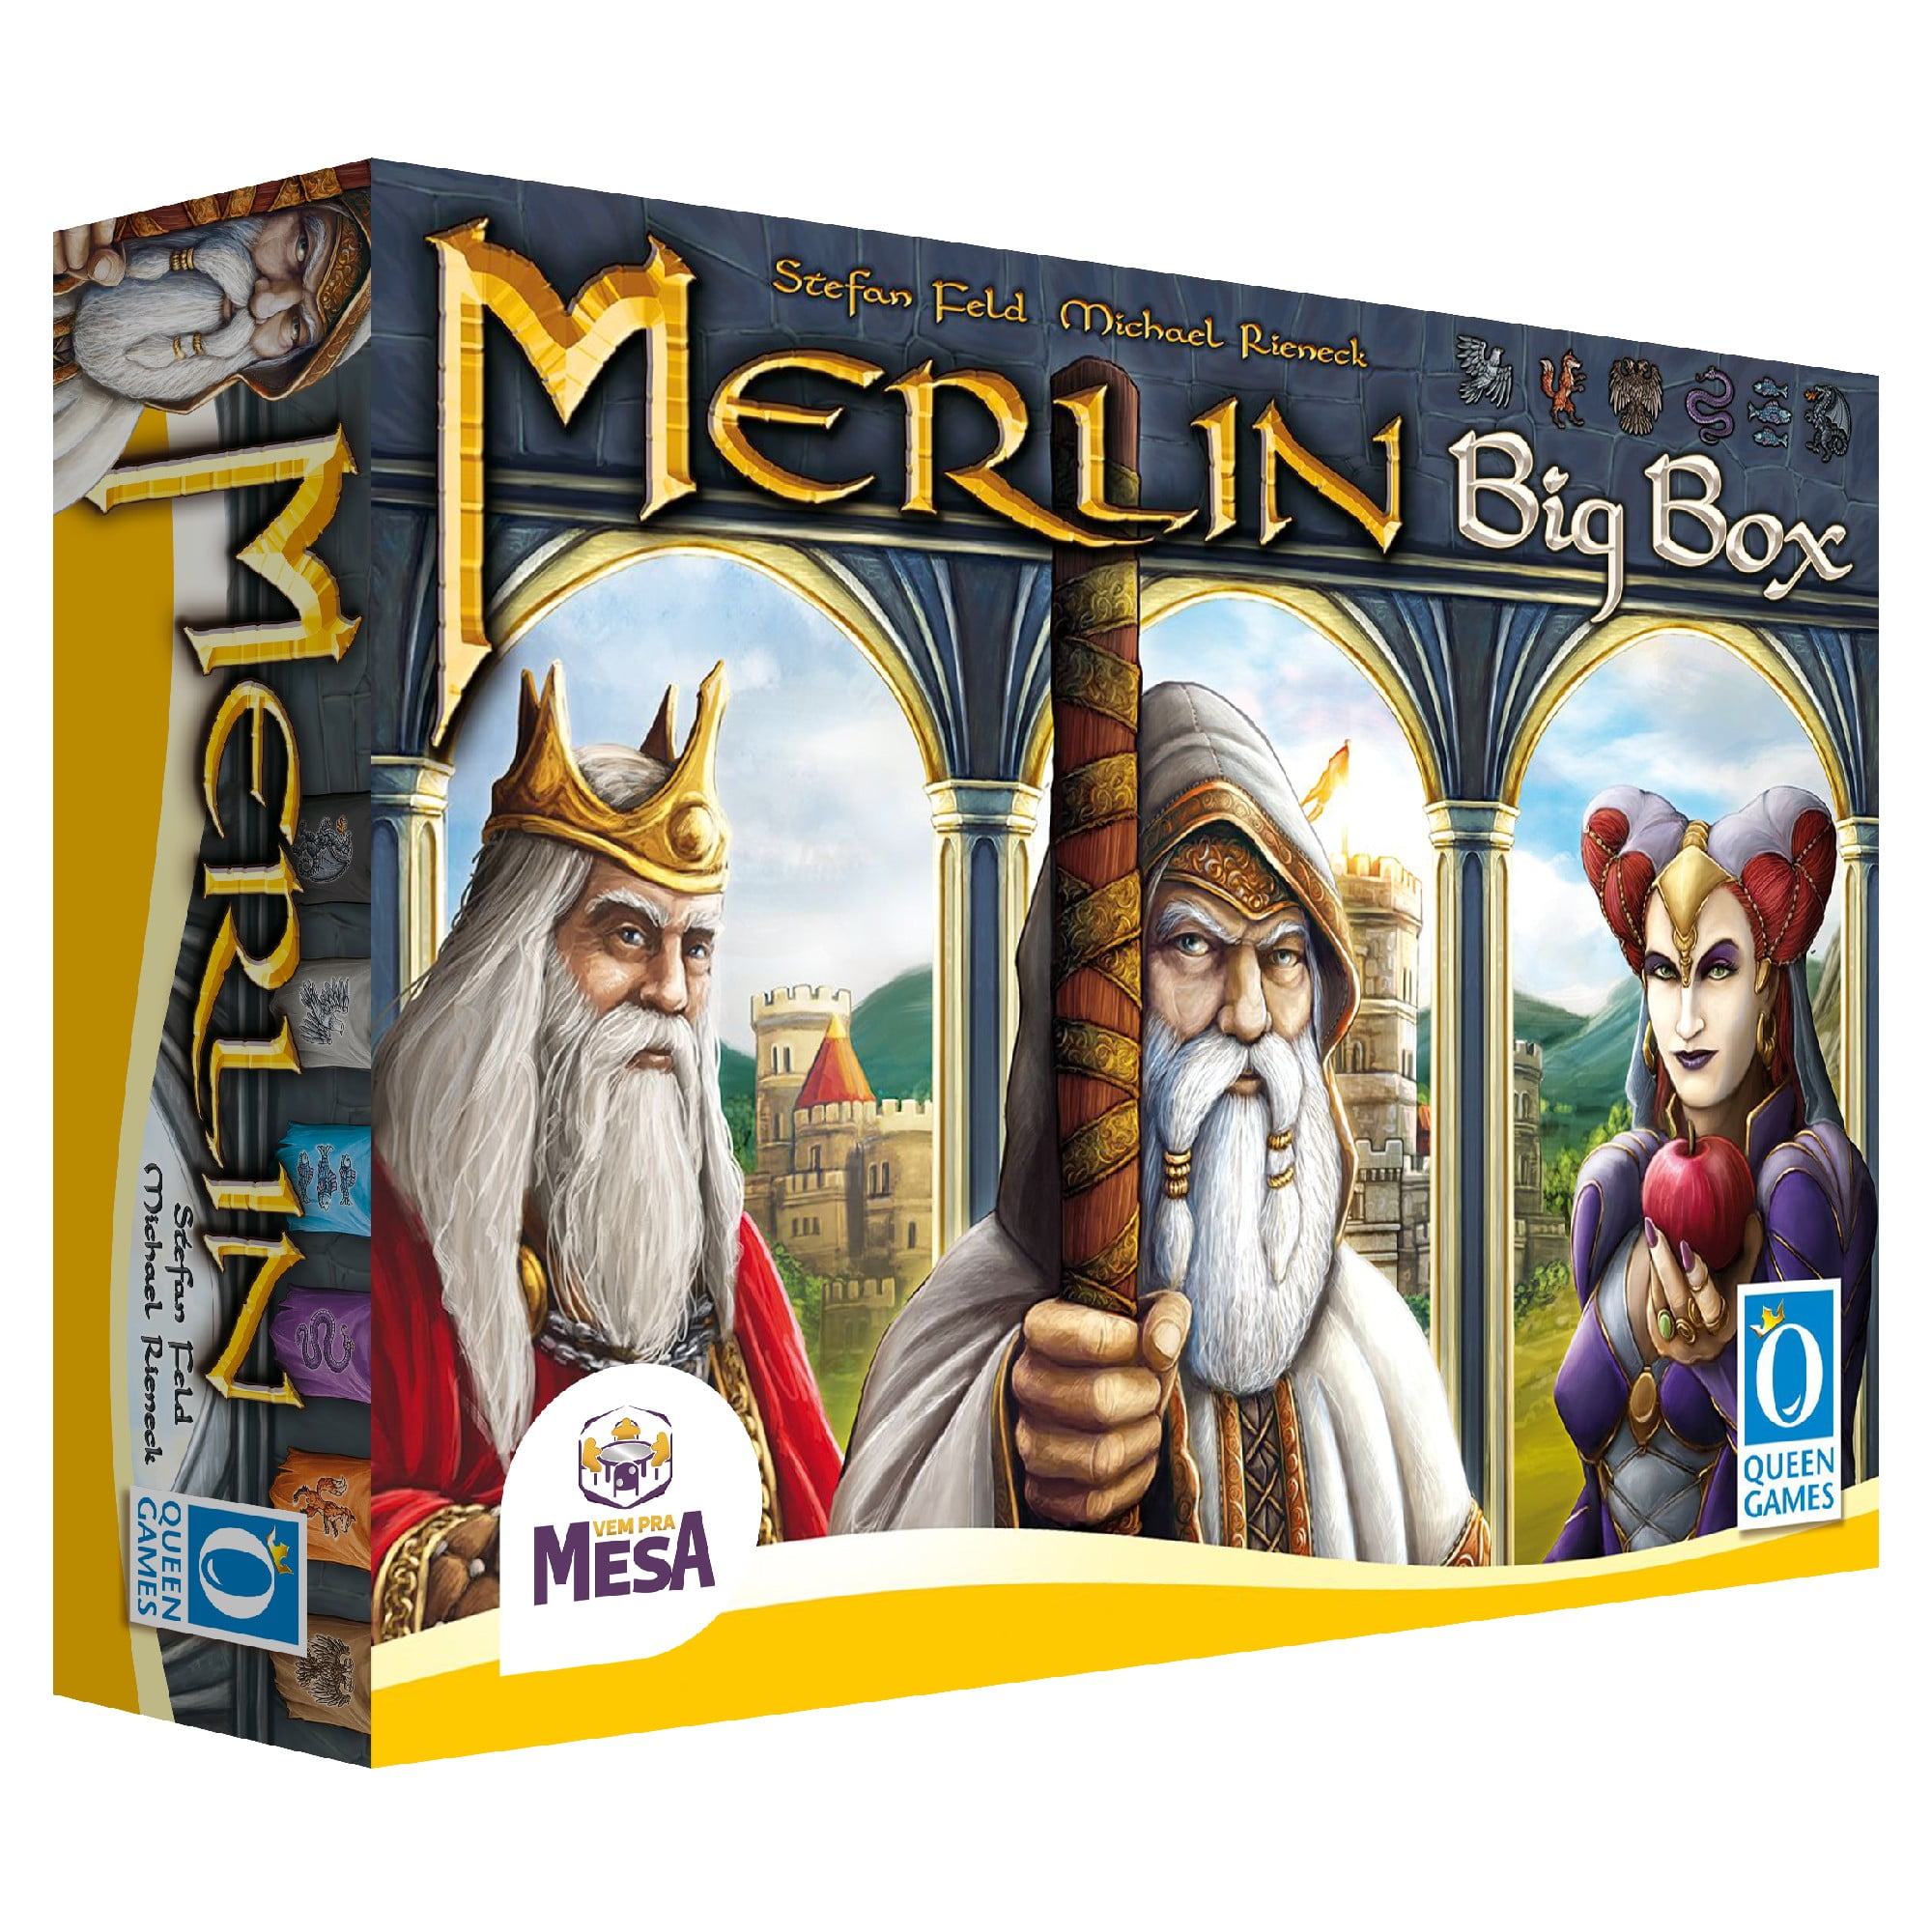 MERLIN
Stefan Feld Michael Rieneck
Big Box
VEM PRA
MESA
QUEEN
GAMES
MERLIN
Stefan Feld
Michael Rieneck
QUEEN
GAMES